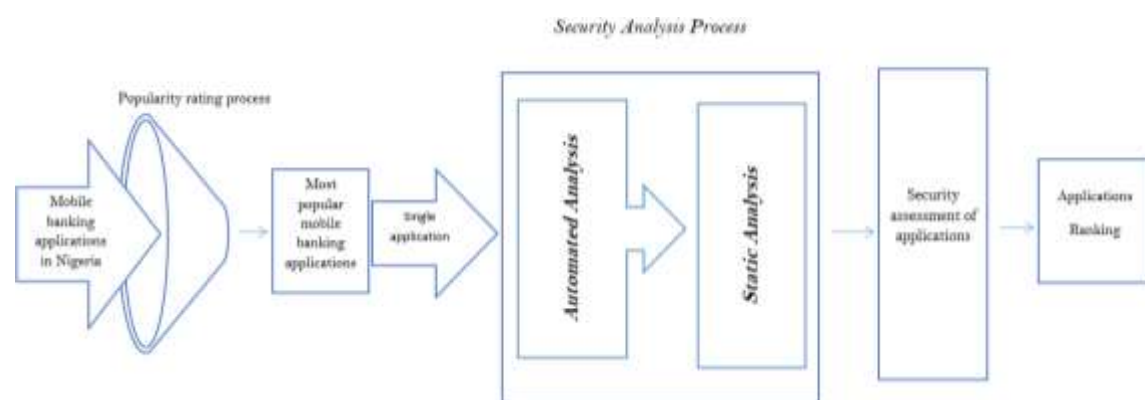 Security Analysis Process
Popularity rating process
Mobile
banking
applications
in Nigeria
Most
popular
mobile
banking
applications
Single
application
Automated Analysis
Static Analysis
Security
assessment of
applications
Applications
Ranking